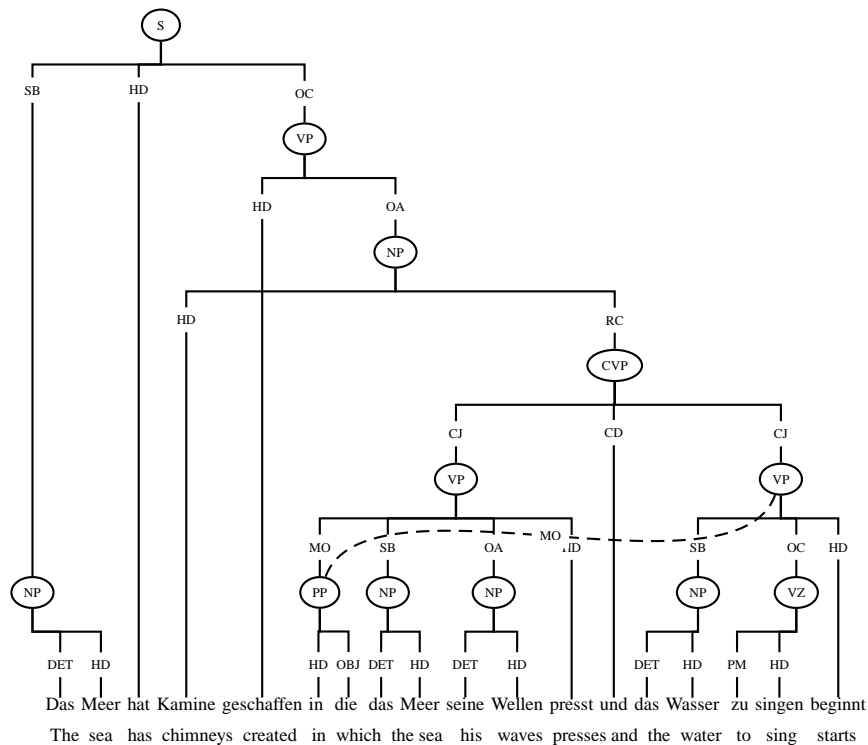 S
SB HD OC
VP
HD OA
NP
HD RC
CVP
CJ CD CJ
VP VP
MO SB OA MO HD SB OC HD
NP PP NP NP NP VZ
DET HD HD OBJ DET HD DET HD DET HD PM HD
Das Meer hat Kamine geschaffen in die das Meer seine Wellen presst und das Wasser zu singen beginnt
The sea has chimneys created in which the sea his waves presses and the water to sing starts